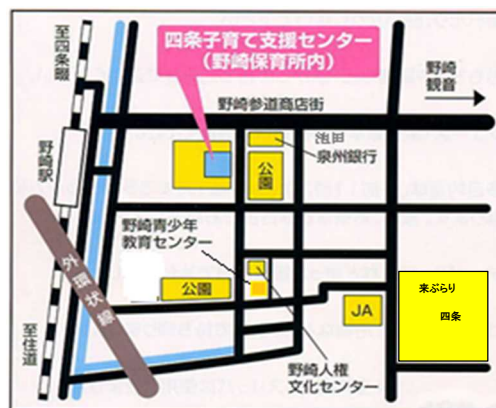 至四条畷
四条子育て支援センター
(野崎保育所内)
野崎
観音
野崎参道商店街
野崎駅
泉州銀行
公園
野崎青少年
教育センター
外環状線
公園
JA
来ぶらり
四条
至住道
野崎人権
文化センター